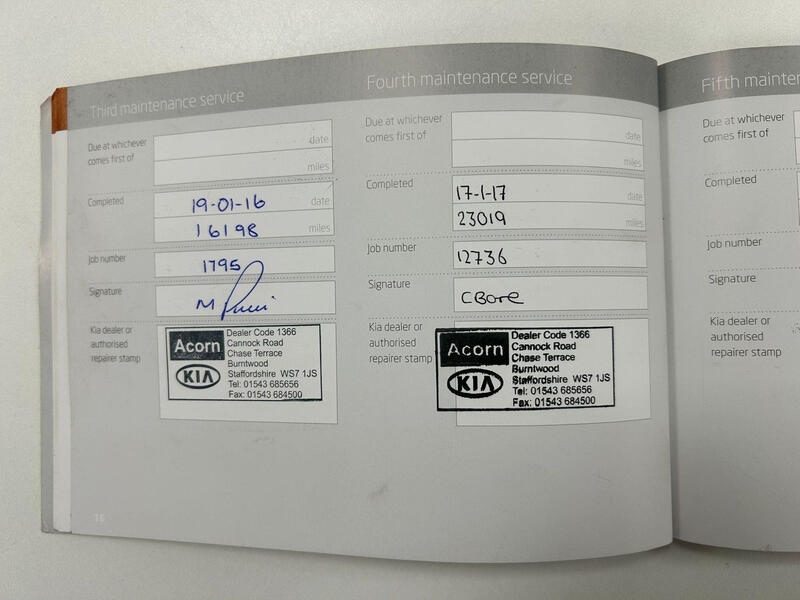 Third maintenance service
Due at whichever
comes first of
date
miles
Completed
19-01-16 date
16198 miles
Job number
1795
Signature
M
Kia dealer or
authorised
repairer stamp
Acorn
KIA
Dealer Code 1366
Cannock Road
Chase Terrace
Burntwood
Staffordshire WS7 1JS
Tel: 01543 685656
Fax: 01543 684500
16
Fourth maintenance service
Due at whichever
comes first of
date
miles
Completed
17-1-17 date
23019 miles
Job number
12736
Signature
C Bore
Kia dealer or
authorised
repairer stamp
Acorn
KIA
Dealer Code 1366
Cannock Road
Chase Terrace
Burntwood
Staffordshire WS7 1JS
Tel: 01543 685656
Fax: 01543 684500
Fifth mainten
Due at whichever
comes first of
Completed
Job number
Signature
Kia dealer or
authorised
repairer stamp